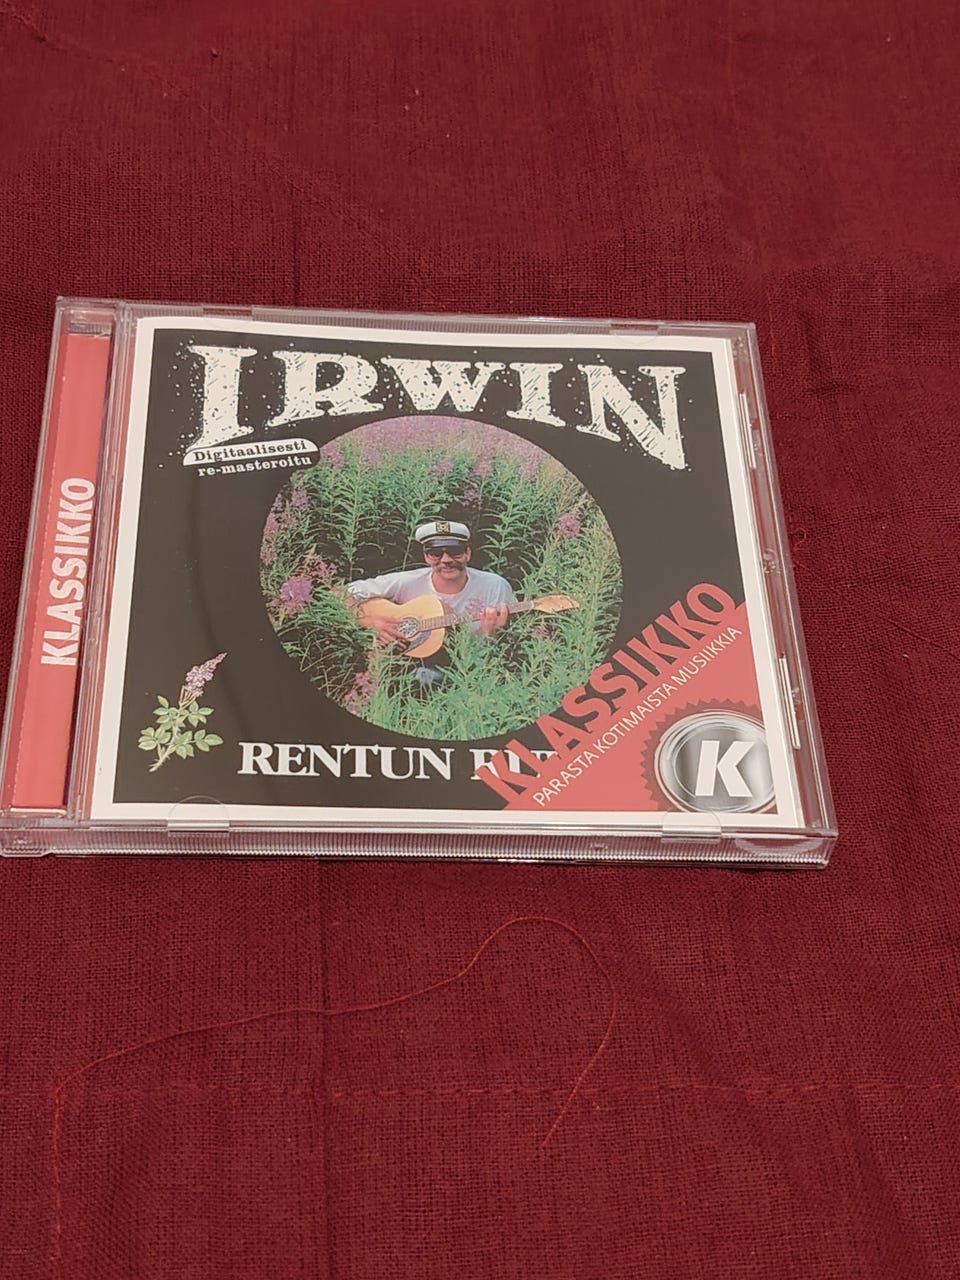 IRWIN
Digitaalisesti
re-masteroitu
KLASSIKKO
RENTUN
KLASSIKKO
PARASTA KOTIMAISTA MUSIIKKIA
K